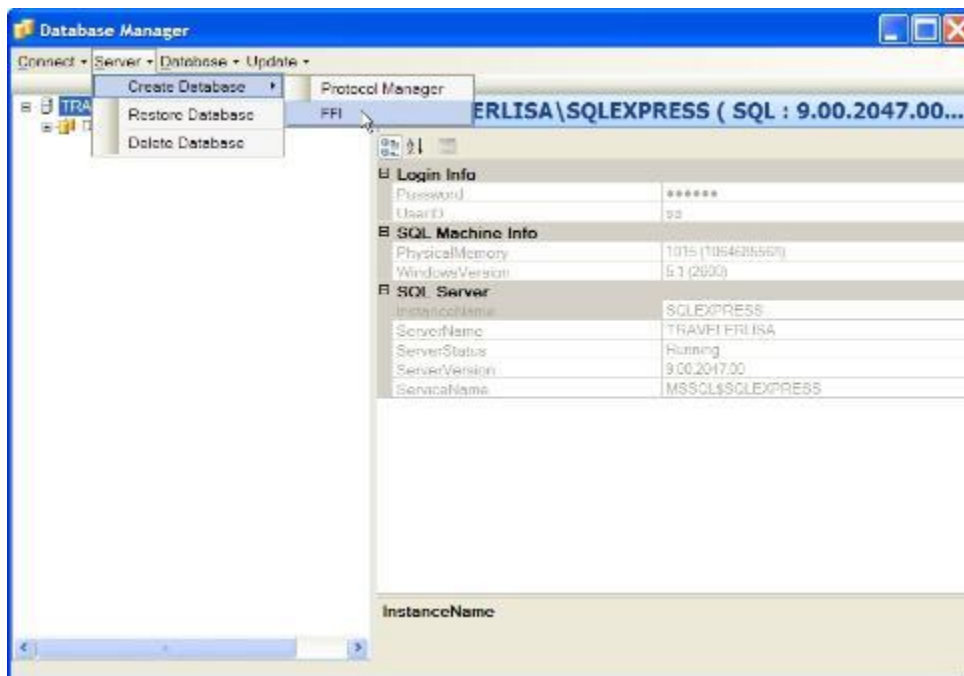 Database Manager
Connect Server Database Update
Create Database Protocol Manager
TRA ERLISA\SQLEXPRESS ( SQL : 9.00.2047.00...
Restore Database FFI
Delete Database
Login Info
Password ●●●●●●
UserID sa
SQL Machine Info
PhysicalMemory 1015
WindowsVersion 5.1 (2600)
SQL Server
InstanceName SQLEXPRESS
ServerName TRAVELERLISA
ServerStatus Running
ServerVersion 9.00.2047.00
ServiceName MSSQL$SQLEXPRESS
InstanceName